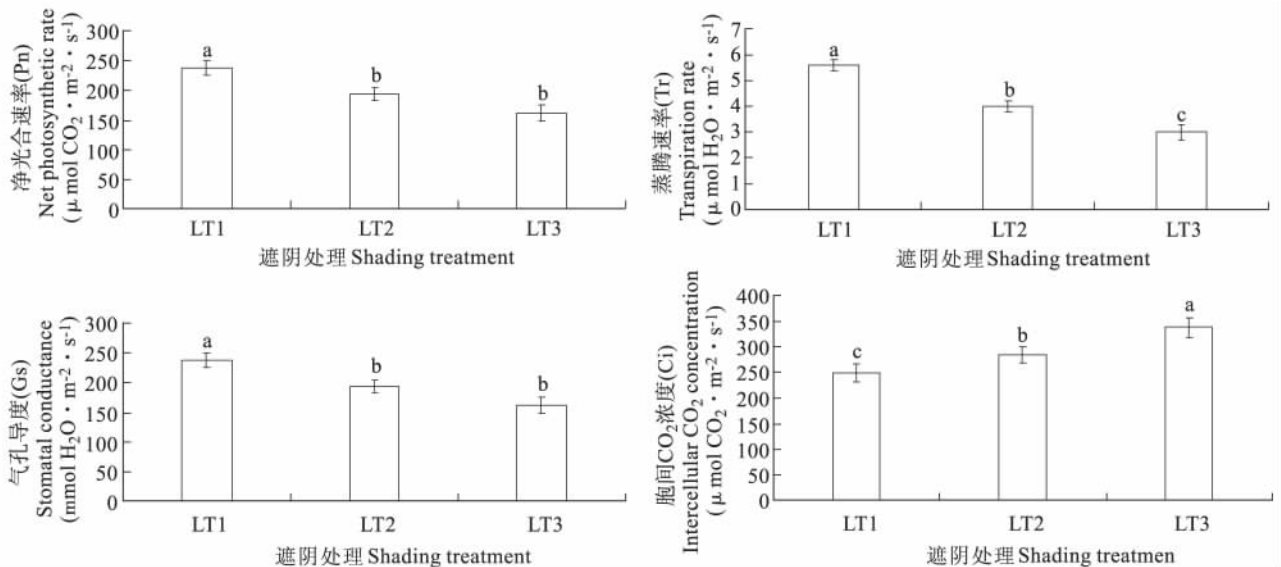 净光合速率(Pn)
Net photosynthetic rate
(μ mol CO₂·m⁻²·s⁻¹)
300
250
200
150
100
50
0
a
b
b
LT1 LT2 LT3
遮阴处理 Shading treatment
蒸腾速率(Tr)
Transpiration rate
(μ mol H₂O·m⁻²·s⁻¹)
7
6
5
4
3
2
1
0
a
b
c
LT1 LT2 LT3
遮阴处理 Shading treatment
气孔导度(Gs)
Stomatal conductance
(mmol H₂O·m⁻²·s⁻¹)
300
250
200
150
100
50
0
a
b
b
LT1 LT2 LT3
遮阴处理 Shading treatment
胞间CO₂浓度(Ci)
Intercellular CO₂ concentration
(μ mol CO₂·m⁻²·s⁻¹)
400
350
300
250
200
150
100
50
0
c
b
a
LT1 LT2 LT3
遮阴处理 Shading treatmen